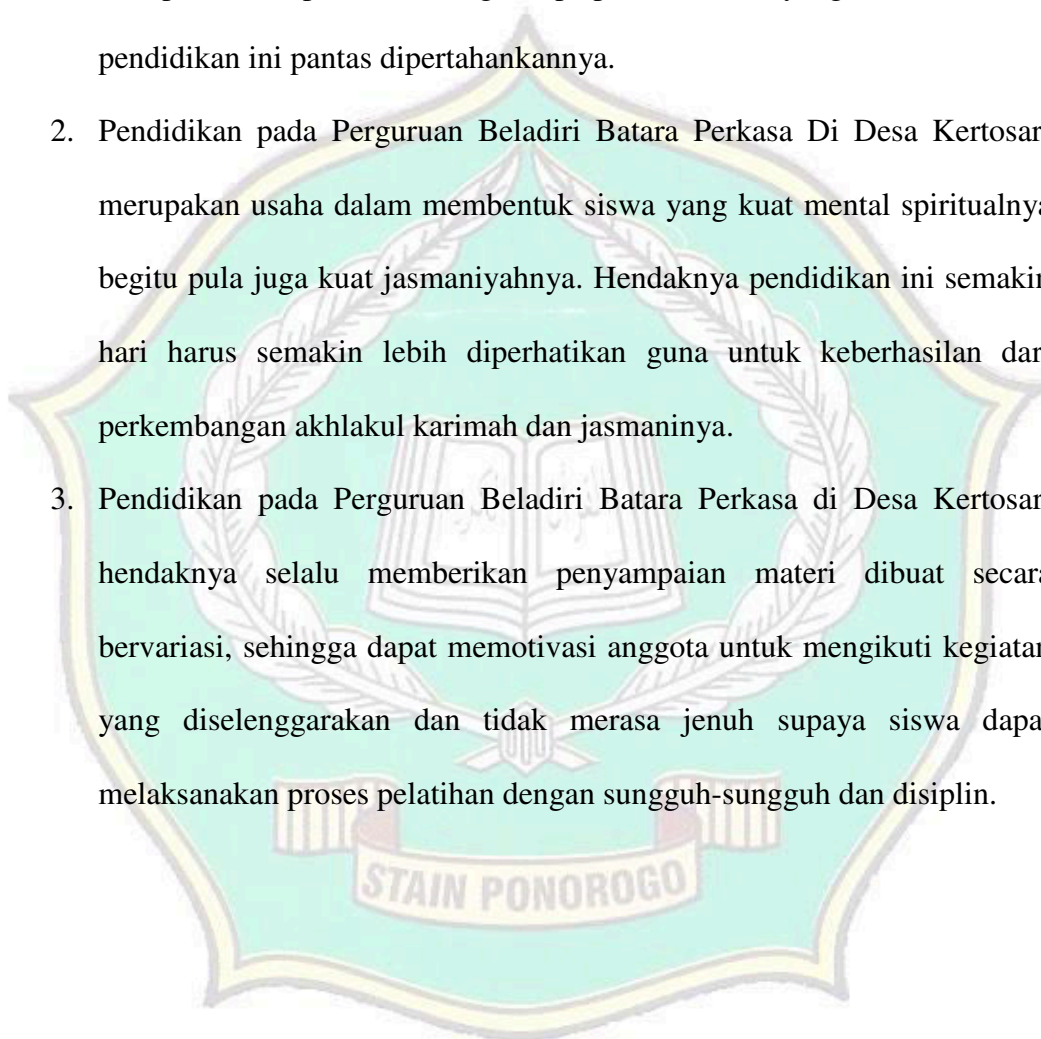 pendidikan ini pantas dipertahankannya.
2. Pendidikan pada Perguruan Beladiri Batara Perkasa Di Desa Kertosar
merupakan usaha dalam membentuk siswa yang kuat mental spiritualnya
begitu pula juga kuat jasmaniyahnya. Hendaknya pendidikan ini semakin
hari harus semakin lebih diperhatikan guna untuk keberhasilan dar
perkembangan akhlakul karimah dan jasmaninya.
3. Pendidikan pada Perguruan Beladiri Batara Perkasa di Desa Kertosar
hendaknya selalu memberikan penyampaian materi dibuat secara
bervariasi, sehingga dapat memotivasi anggota untuk mengikuti kegiatan
yang diselenggarakan dan tidak merasa jenuh supaya siswa dapa
melaksanakan proses pelatihan dengan sungguh-sungguh dan disiplin.
STAIN PONOROGO